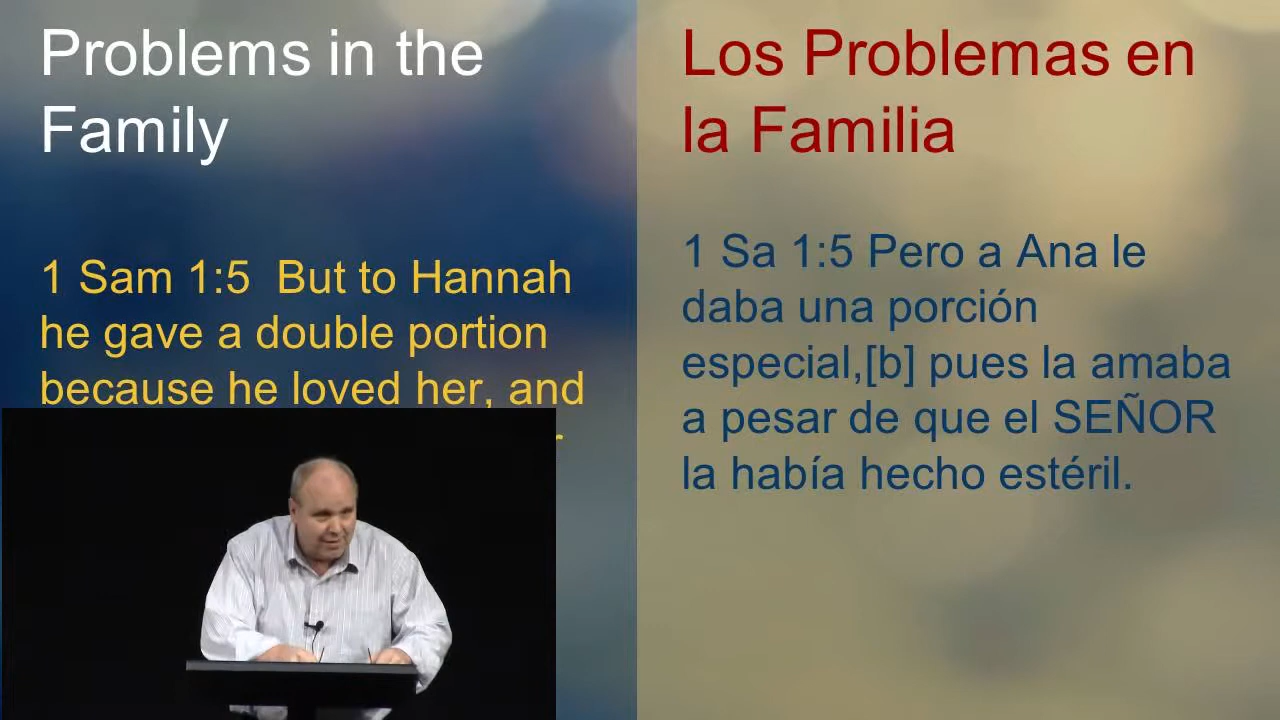 Problems in the
Family
1 Sam 1:5  But to Hannah
he gave a double portion
because he loved her, and
Los Problemas en
la Familia
1 Sa 1:5 Pero a Ana le
daba una porción
especial,[b] pues la amaba
a pesar de que el SEÑOR
la había hecho estéril.